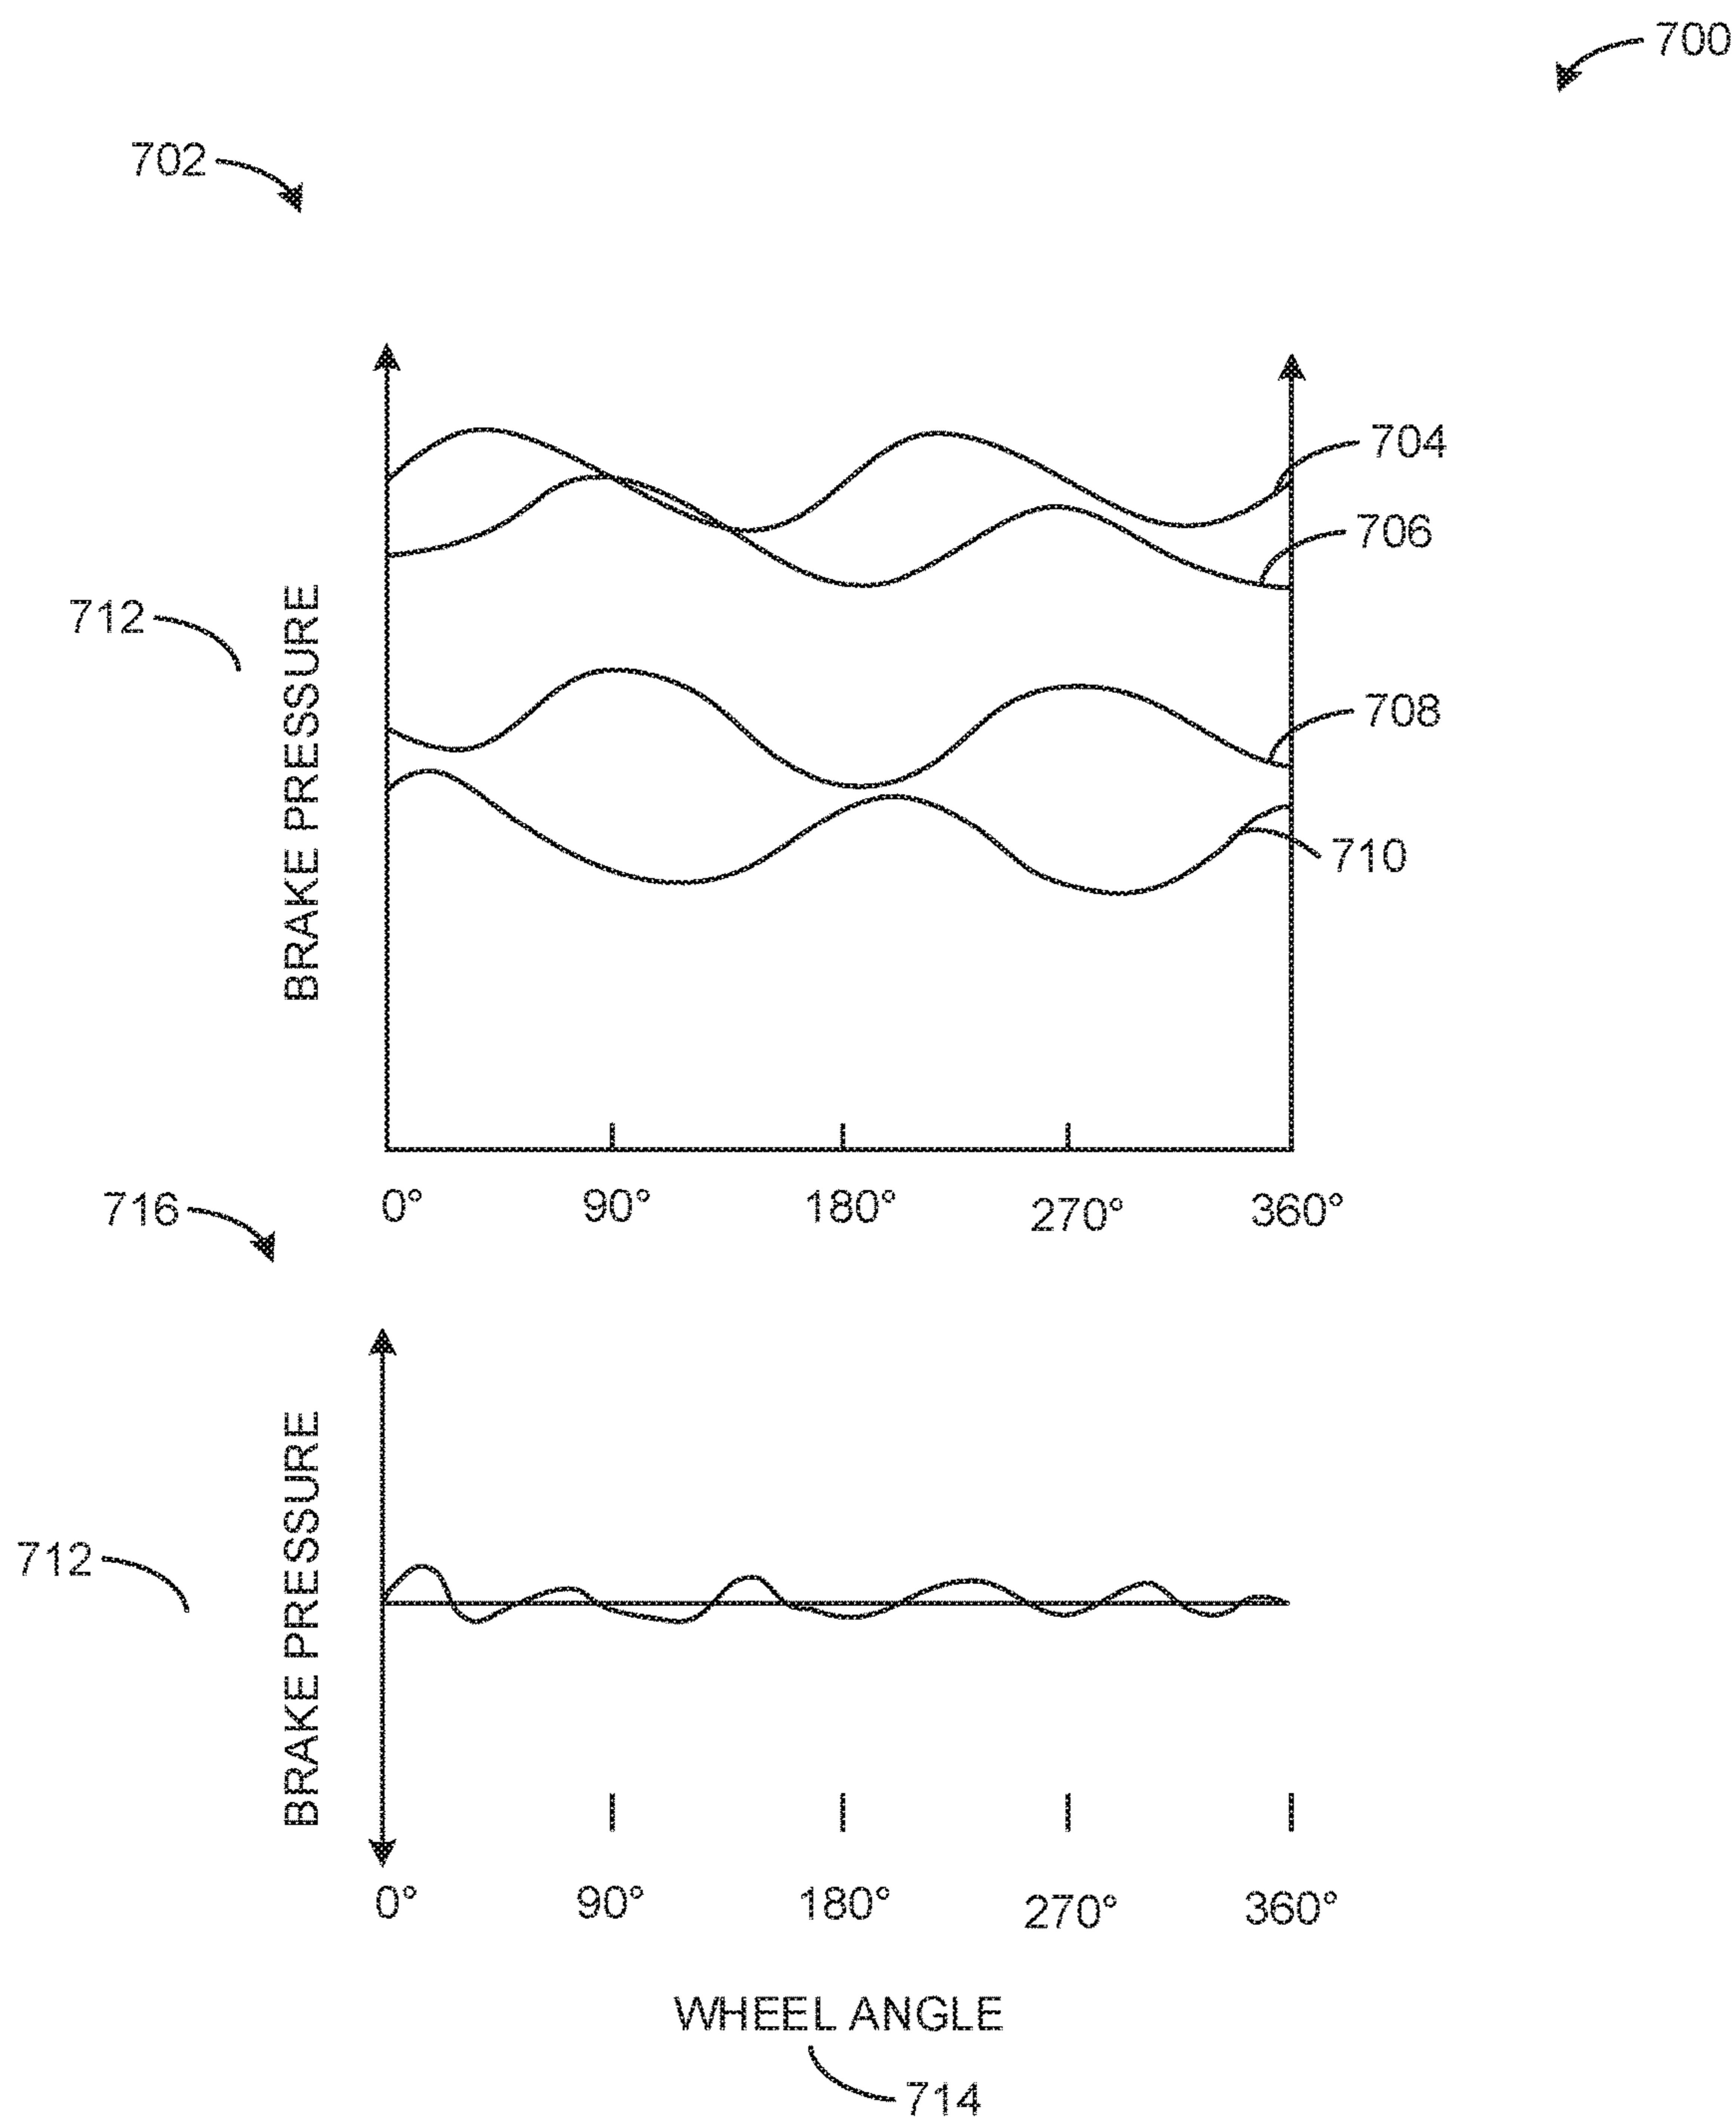 700
702
704
706
712
BRAKE PRESSURE
708
710
0° 90° 180° 270° 360°
716
BRAKE PRESSURE
712
0° 90° 180° 270° 360°
WHEEL ANGLE
714